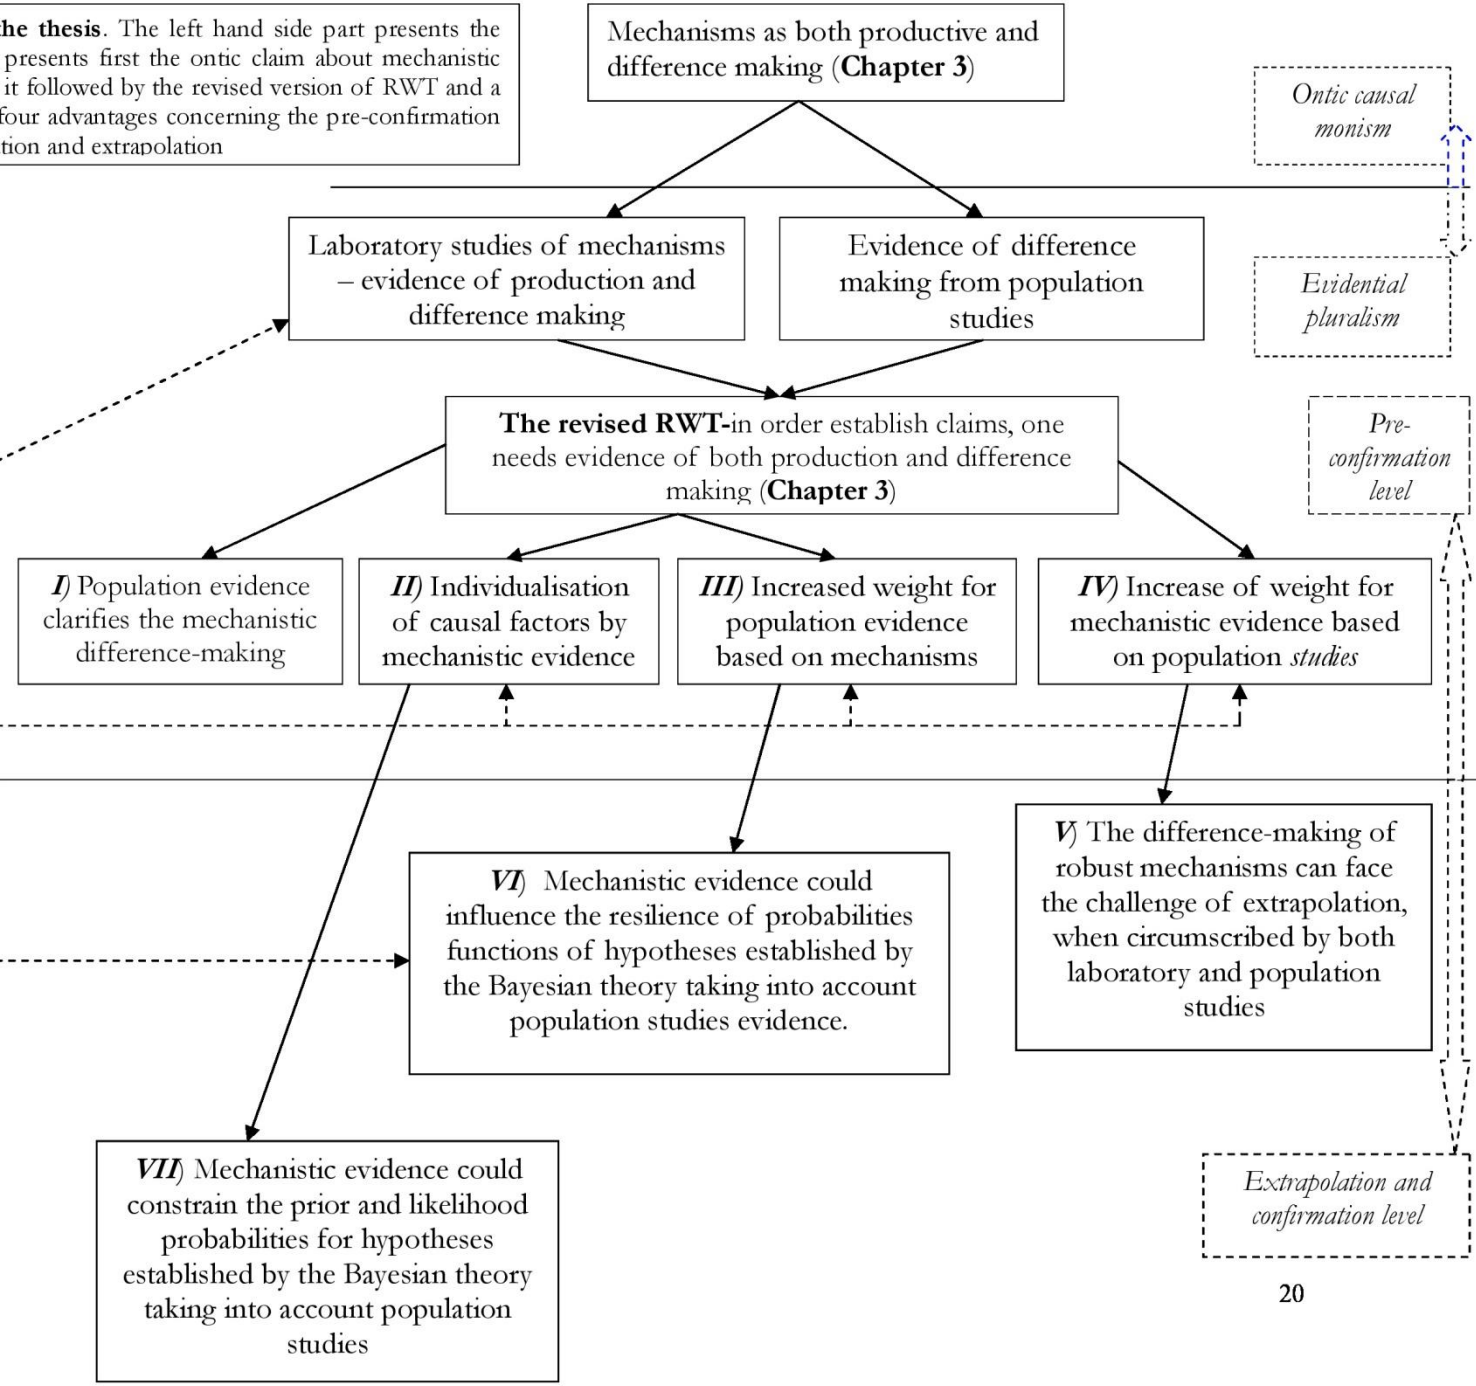 the thesis. The left hand side part presents the
presents first the ontic claim about mechanistic
it followed by the revised version of RWT and a
four advantages concerning the pre-confirmation
tion and extrapolation
Mechanisms as both productive and
difference making (Chapter 3)
Ontic causal
monism
Laboratory studies of mechanisms
– evidence of production and
difference making
Evidence of difference
making from population
studies
Evidential
pluralism
The revised RWT-in order establish claims, one
needs evidence of both production and difference
making (Chapter 3)
Pre-
confirmation
level
I) Population evidence
clarifies the mechanistic
difference-making
II) Individualisation
of causal factors by
mechanistic evidence
III) Increased weight for
population evidence
based on mechanisms
IV) Increase of weight for
mechanistic evidence based
on population studies
V) The difference-making of
robust mechanisms can face
the challenge of extrapolation,
when circumscribed by both
laboratory and population
studies
VI) Mechanistic evidence could
influence the resilience of probabilities
functions of hypotheses established by
the Bayesian theory taking into account
population studies evidence.
VII) Mechanistic evidence could
constrain the prior and likelihood
probabilities for hypotheses
established by the Bayesian theory
taking into account population
studies
Extrapolation and
confirmation level
20